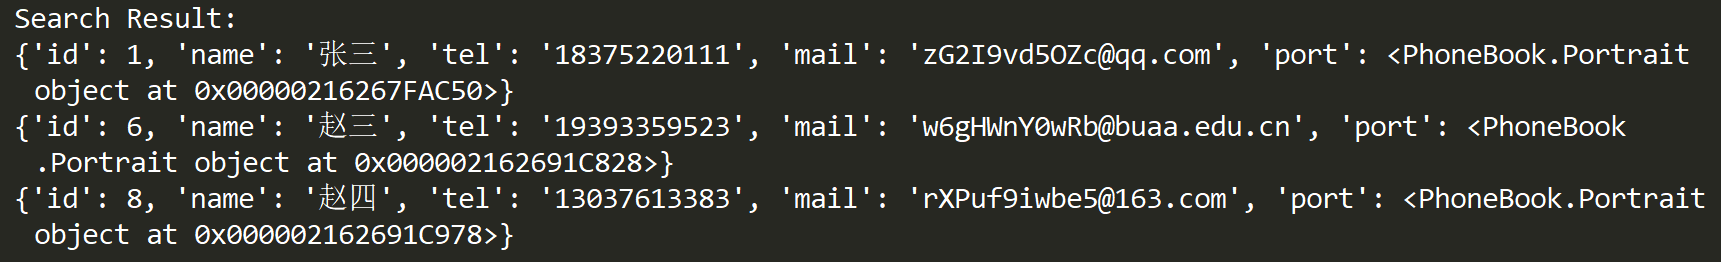 Search Result:
{'id': 1, 'name': '张三', 'tel': '18375220111', 'mail': 'zG2I9vd5OZc@qq.com', 'port': <PhoneBook.Portrait
object at 0x00000216267FAC50>}
{'id': 6, 'name': '赵三', 'tel': '19393359523', 'mail': 'w6gHWnY0wRb@buaa.edu.cn', 'port': <PhoneBook
.Portrait object at 0x000002162691C828>}
{'id': 8, 'name': '赵四', 'tel': '13037613383', 'mail': 'rXPuf9iwbe5@163.com', 'port': <PhoneBook.Portrait
object at 0x000002162691C978>}